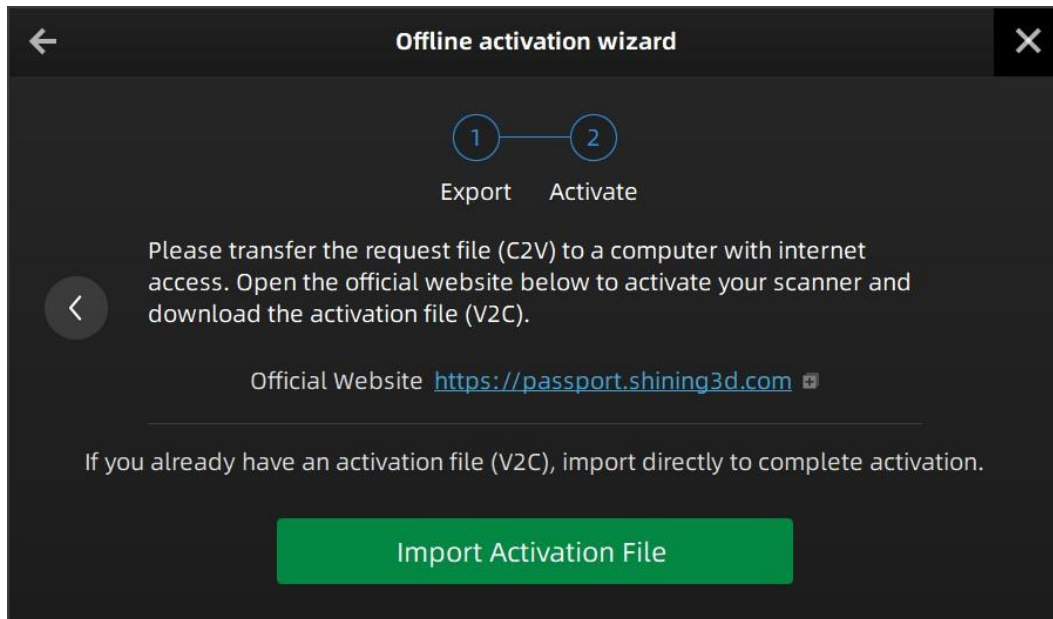 Offline activation wizard
1 2
Export Activate
Please transfer the request file (C2V) to a computer with internet
access. Open the official website below to activate your scanner and
download the activation file (V2C).
Official Website https://passport.shining3d.com
If you already have an activation file (V2C), import directly to complete activation.
Import Activation File